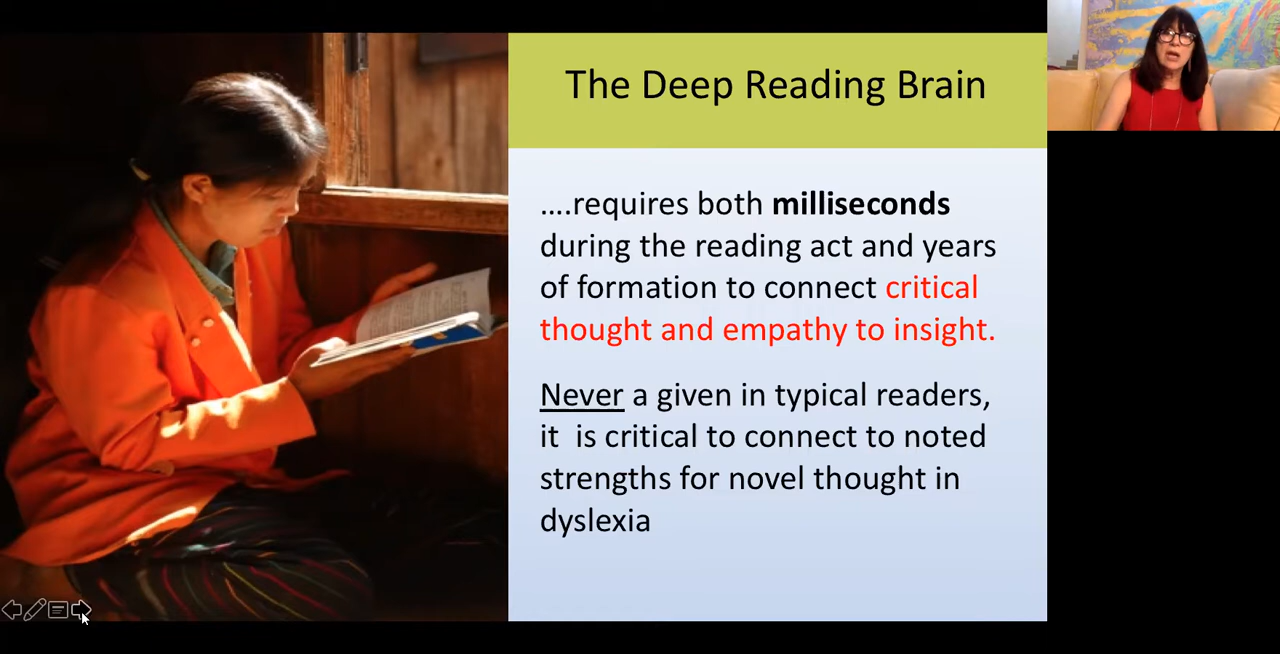 The Deep Reading Brain
....requires both milliseconds
during the reading act and years
of formation to connect critical
thought and empathy to insight.
Never a given in typical readers,
it  is critical to connect to noted
strengths for novel thought in
dyslexia